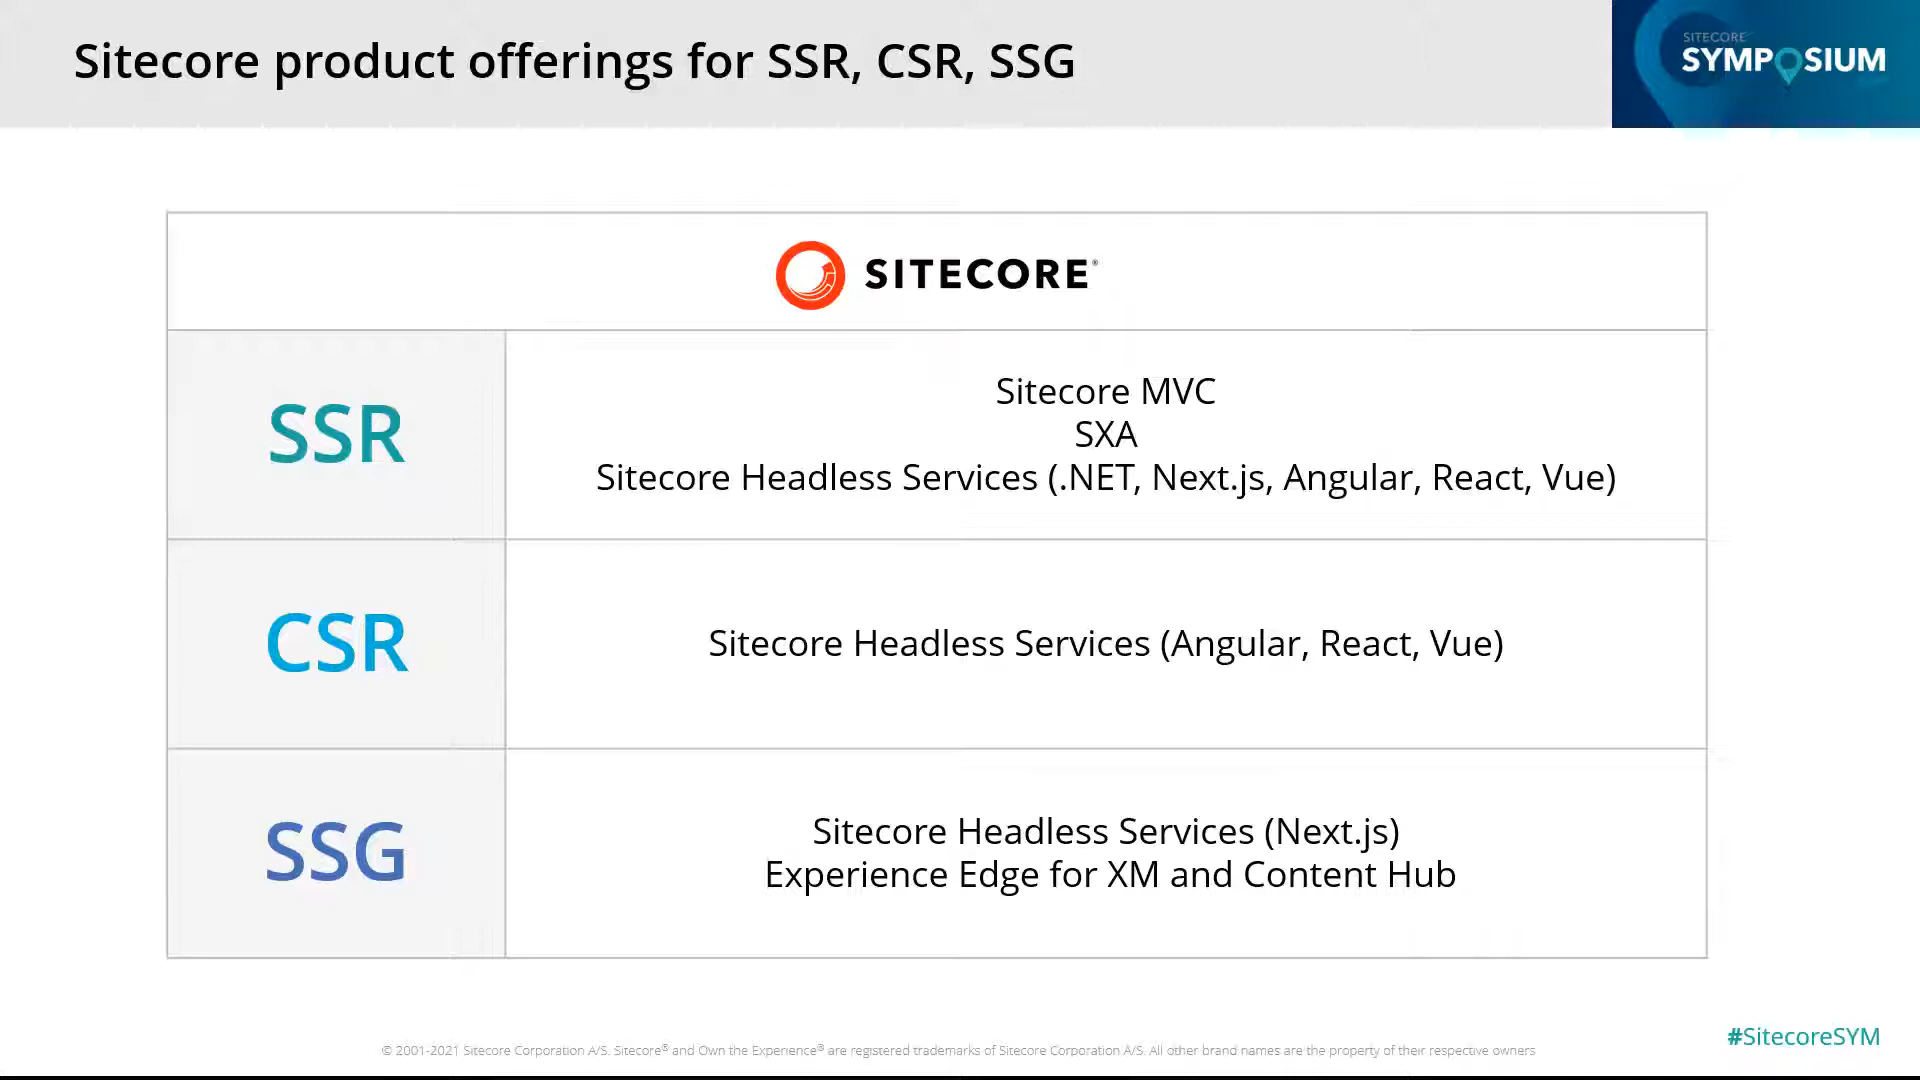 Sitecore product offerings for SSR, CSR, SSG
SITECORE
SYMPOSIUM
SITECORE®
SSR
Sitecore MVC
SXA
Sitecore Headless Services (.NET, Next.js, Angular, React, Vue)
CSR
Sitecore Headless Services (Angular, React, Vue)
SSG
Sitecore Headless Services (Next.js)
Experience Edge for XM and Content Hub
#SitecoreSYM
© 2001-2021 Sitecore Corporation A/S. Sitecore® and Own the Experience® are registered trademarks of Sitecore Corporation A/S. All other brand names are the property of their respective owners